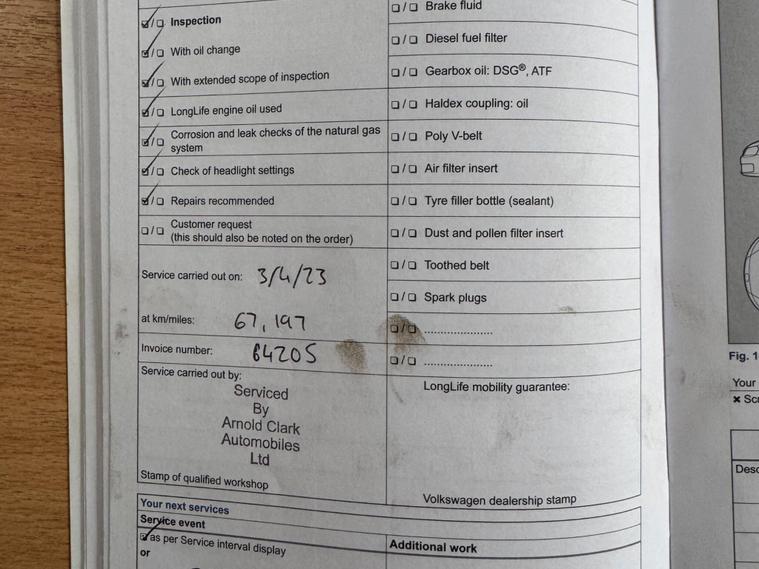 ☑/☐ Inspection
☑/☐ With oil change
☑/☐ With extended scope of inspection
☑/☐ LongLife engine oil used
☑/☐ Corrosion and leak checks of the natural gas
system
☑/☐ Check of headlight settings
☑/☐ Repairs recommended
☐/☐ Customer request
(this should also be noted on the order)
Service carried out on: 3/4/23
at km/miles: 67,197
Invoice number: 64205
Service carried out by:
Serviced
By
Arnold Clark
Automobiles
Ltd
Stamp of qualified workshop
☐/☐ Brake fluid
☐/☐ Diesel fuel filter
☐/☐ Gearbox oil: DSG®, ATF
☐/☐ Haldex coupling: oil
☐/☐ Poly V-belt
☐/☐ Air filter insert
☐/☐ Tyre filler bottle (sealant)
☐/☐ Dust and pollen filter insert
☐/☐ Toothed belt
☐/☐ Spark plugs
☐/☐ ......................
☐/☐ ......................
LongLife mobility guarantee:
Volkswagen dealership stamp
Your next services
Service event
☑ as per Service interval display
or
Additional work
Fig. 1
Your